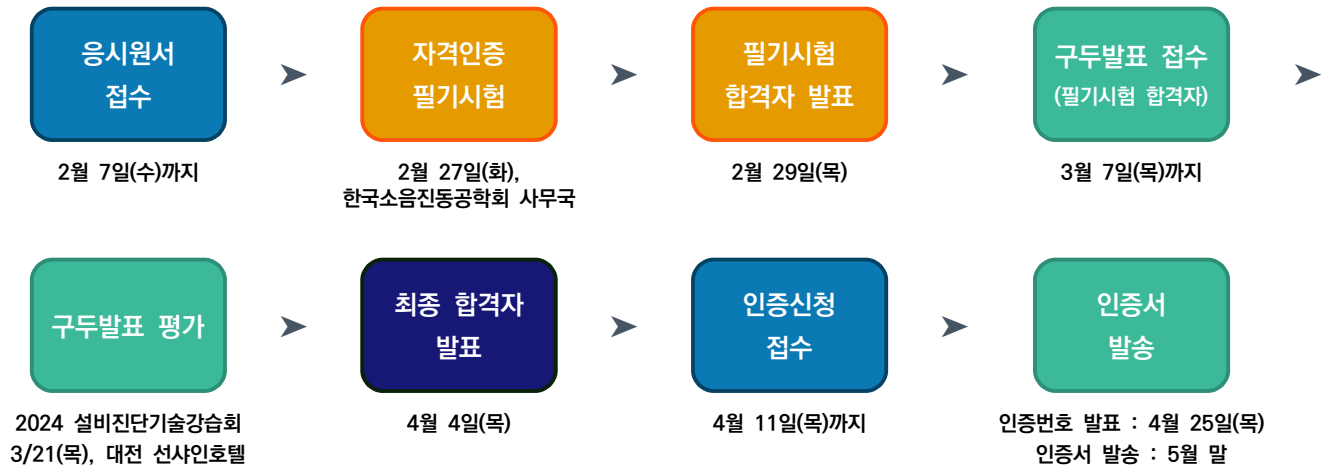 응시원서
접수
2월 7일(수)까지
자격인증
필기시험
2월 27일(화),
한국소음진동공학회 사무국
필기시험
합격자 발표
2월 29일(목)
구두발표 접수
(필기시험 합격자)
3월 7일(목)까지
구두발표 평가
2024 설비진단기술강습회
3/21(목), 대전 선샤인호텔
최종 합격자
발표
4월 4일(목)
인증신청
접수
4월 11일(목)까지
인증서
발송
인증번호 발표 : 4월 25일(목)
인증서 발송 : 5월 말